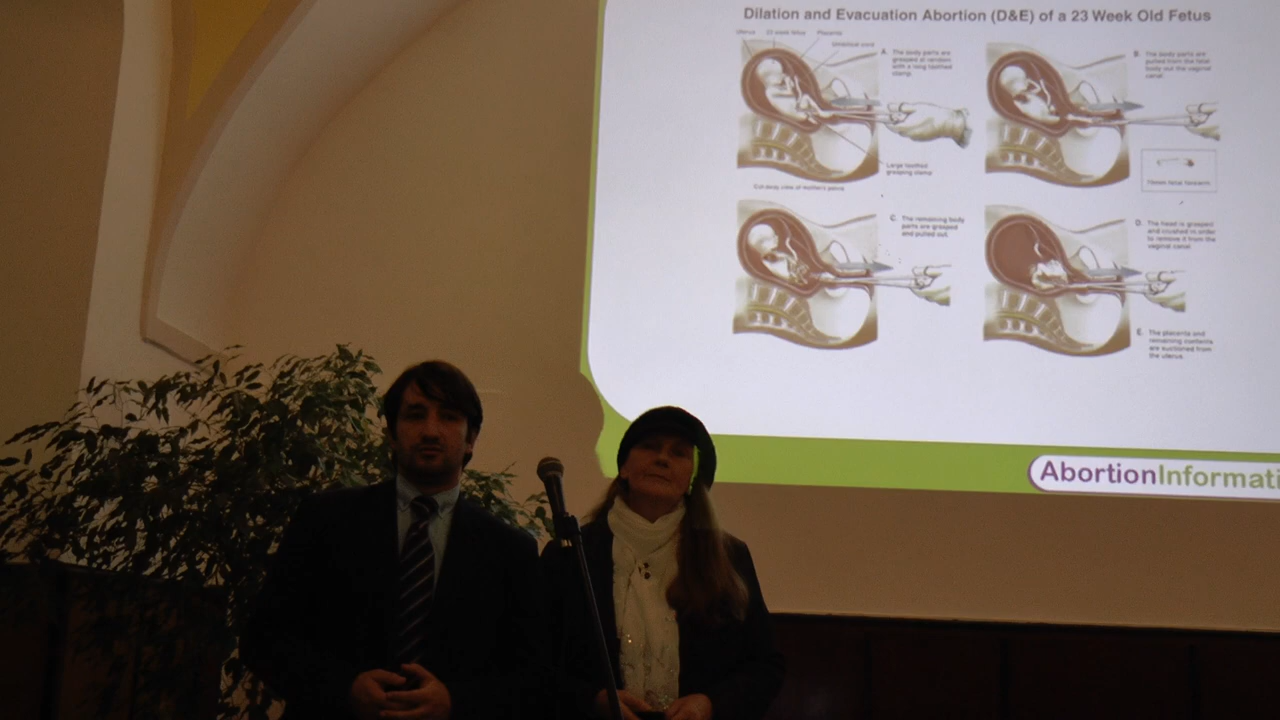 Dilation and Evacuation Abortion (D&E) of a 23 Week Old Fetus
Uterus 23 week fetus Placenta
Umbilical cord
A. The body parts are
grasped at random
with a long toothed
clamp.
B. The body parts are
pulled from the fetal
body out the vaginal
canal.
Large toothed
grasping clamp
Cut-away view of mother's pelvis
fetal forearm
C. The remaining body
parts are grasped
and pulled out.
D. The head is grasped
and crushed in order
to remove it from the
vaginal canal
E. The placenta and
remaining contents
are suctioned from
the uterus.
AbortionInformati